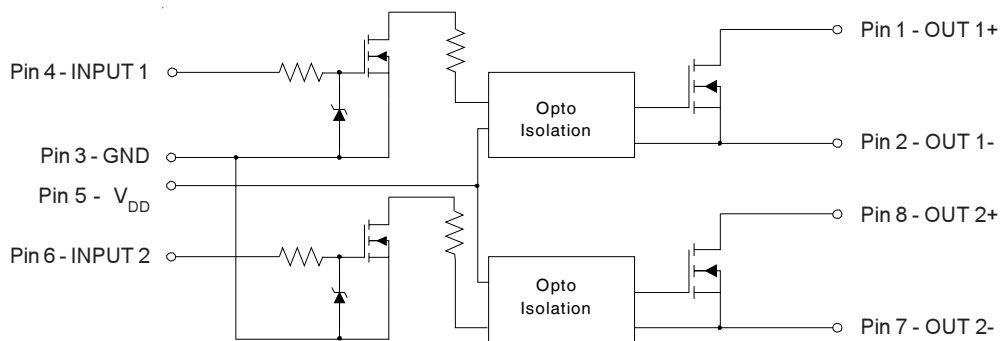 Pin 4 - INPUT 1
Pin 3 - GND
Pin 5 - VDD
Pin 6 - INPUT 2
Opto
Isolation
Opto
Isolation
Pin 1 - OUT 1+
Pin 2 - OUT 1-
Pin 8 - OUT 2+
Pin 7 - OUT 2-